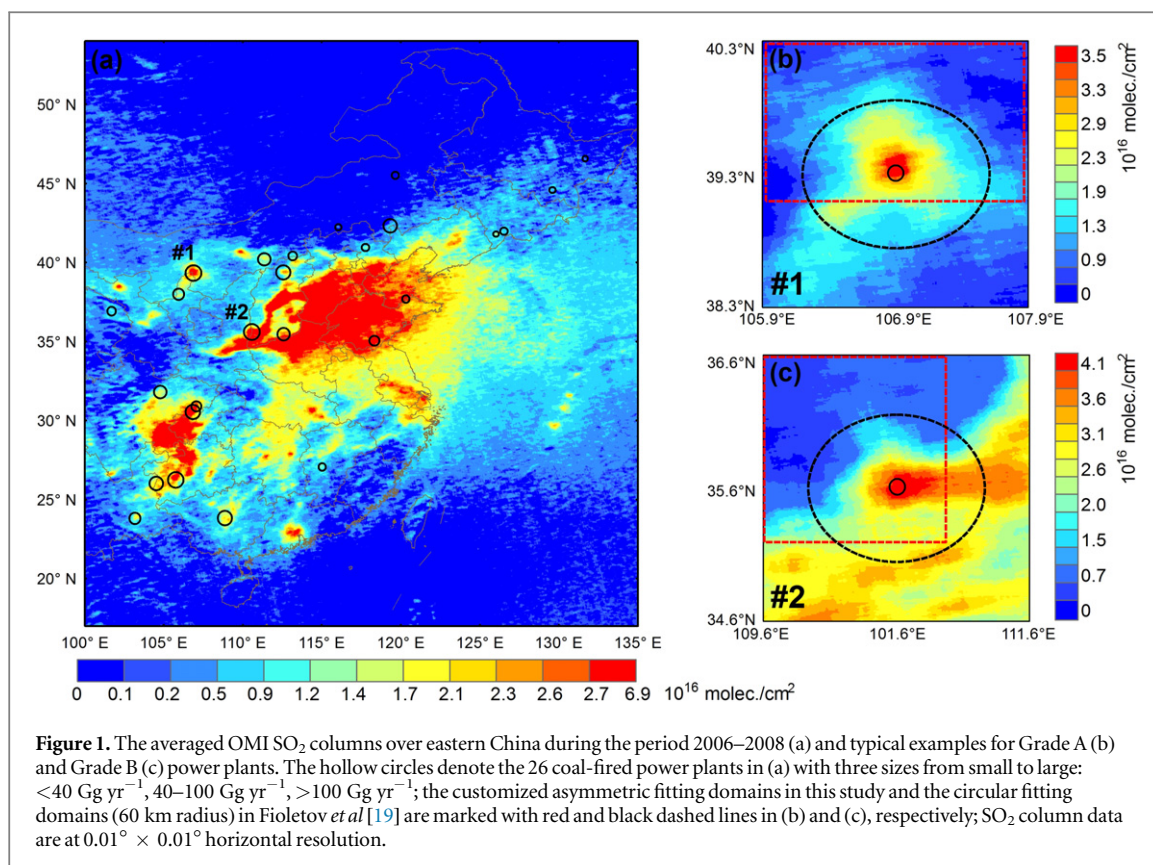 (a)
50° N
45° N
40° N
35° N
30° N
25° N
20° N
#1
#2
100° E 105° E 110° E 115° E 120° E 125° E 130° E 135° E
0 0.1 0.2 0.5 0.9 1.2 1.4 1.7 2.1 2.3 2.6 2.7 6.9 10¹⁶ molec./cm²
(b)
40.3°N
39.3°N
38.3°N
#1
105.9°E 106.9°E 107.9°E
3.5
3.3
2.9
2.3
1.9
1.3
0.9
0
10¹⁶ molec./cm²
(c)
36.6°N
35.6°N
34.6°N
#2
109.6°E 101.6°E 111.6°E
4.1
3.6
3.1
2.6
2.0
1.5
0.7
0
10¹⁶ molec./cm²
Figure 1. The averaged OMI SO₂ columns over eastern China during the period 2006–2008 (a) and typical examples for Grade A (b)
and Grade B (c) power plants. The hollow circles denote the 26 coal-fired power plants in (a) with three sizes from small to large:
<40 Gg yr⁻¹, 40–100 Gg yr⁻¹, >100 Gg yr⁻¹; the customized asymmetric fitting domains in this study and the circular fitting
domains (60 km radius) in Fioletov et al [19] are marked with red and black dashed lines in (b) and (c), respectively; SO₂ column data
are at 0.01° × 0.01° horizontal resolution.